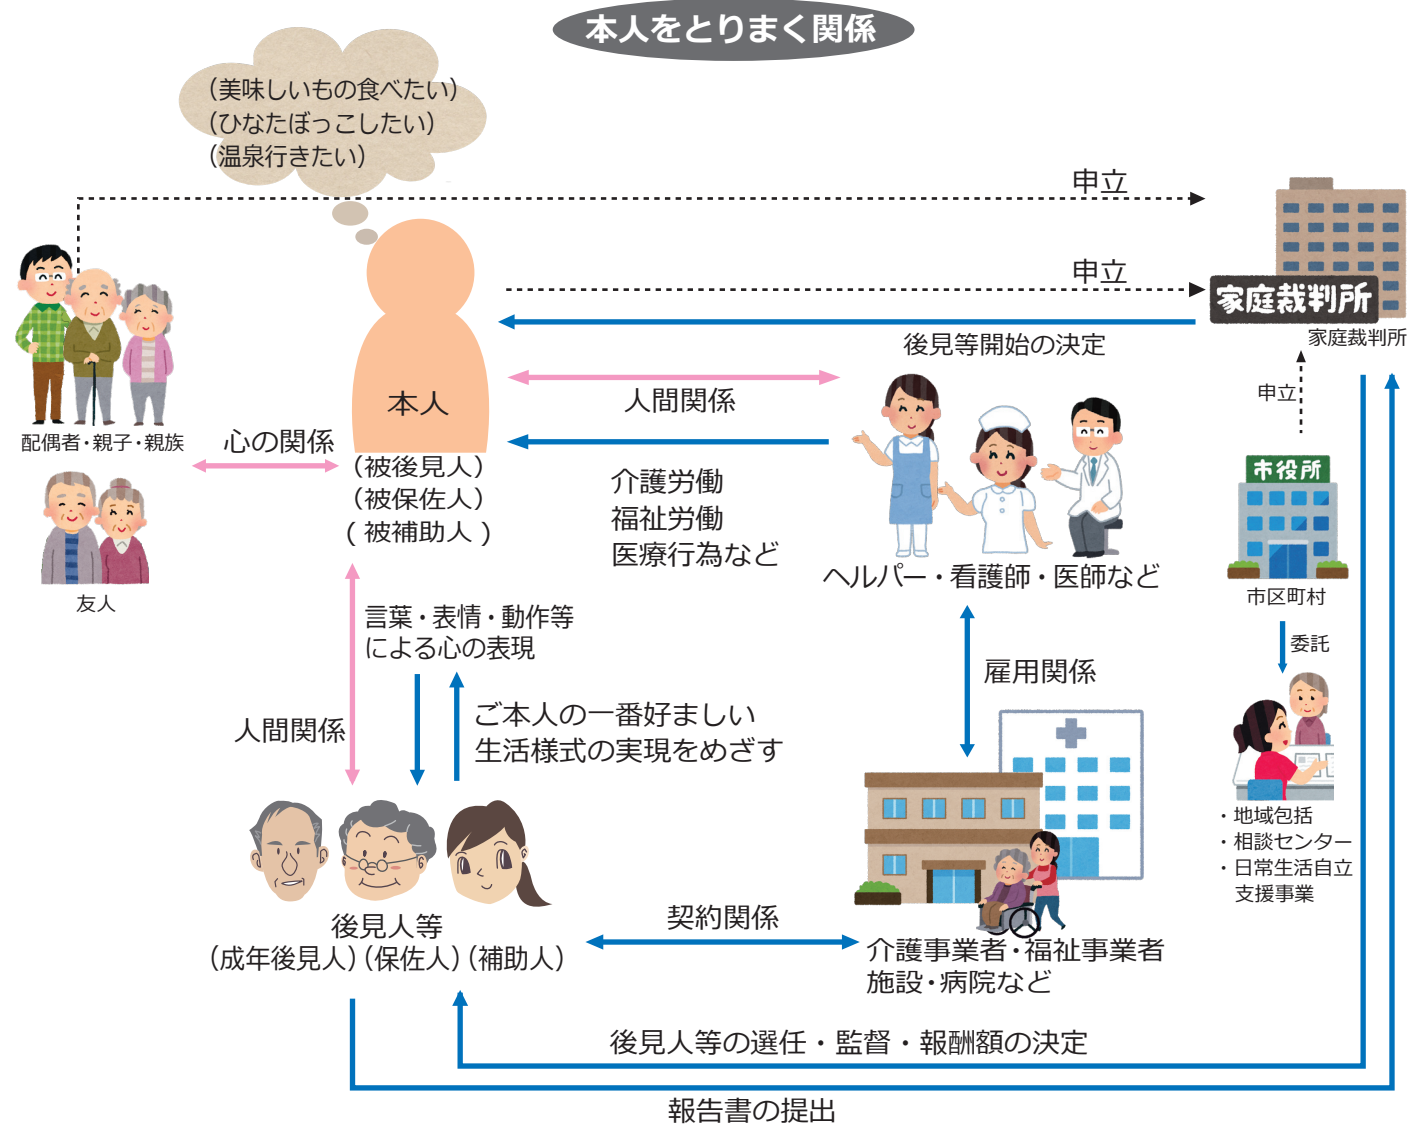 本人をとりまく関係
（美味しいもの食べたい）
（ひなたぼっこしたい）
（温泉行きたい）
申立
申立
家庭裁判所
家庭裁判所
後見等開始の決定
本人
人間関係
申立
配偶者・親子・親族
心の関係
（被後見人）
（被保佐人）
（被補助人）
介護労働
福祉労働
医療行為など
市役所
ヘルパー・看護師・医師など
市区町村
友人
言葉・表情・動作等
による心の表現
委託
雇用関係
人間関係
ご本人の一番好ましい
生活様式の実現をめざす
・地域包括
・相談センター
・日常生活自立
支援事業
後見人等
（成年後見人）（保佐人）（補助人）
契約関係
介護事業者・福祉事業者
施設・病院など
後見人等の選任・監督・報酬額の決定
報告書の提出